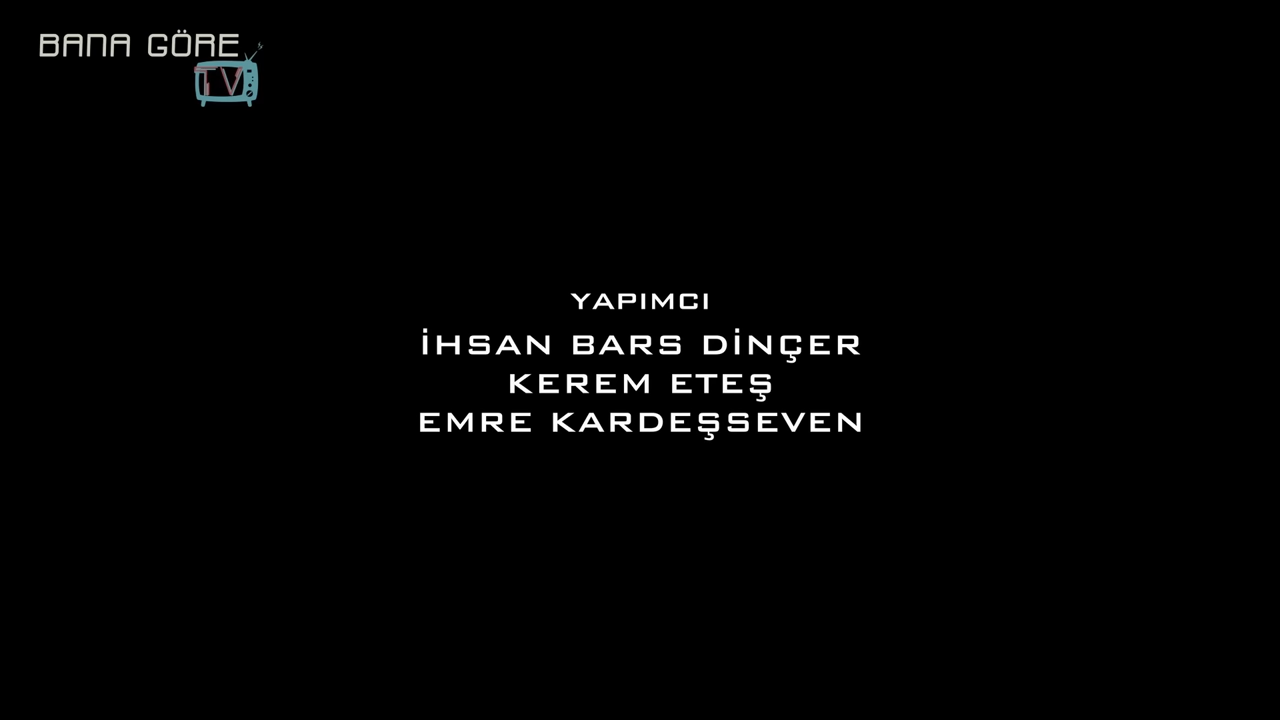 BANA GÖRE
TV
YAPIMCI
İHSAN BARS DİNÇER
KEREM ETEŞ
EMRE KARDEŞSEVEN